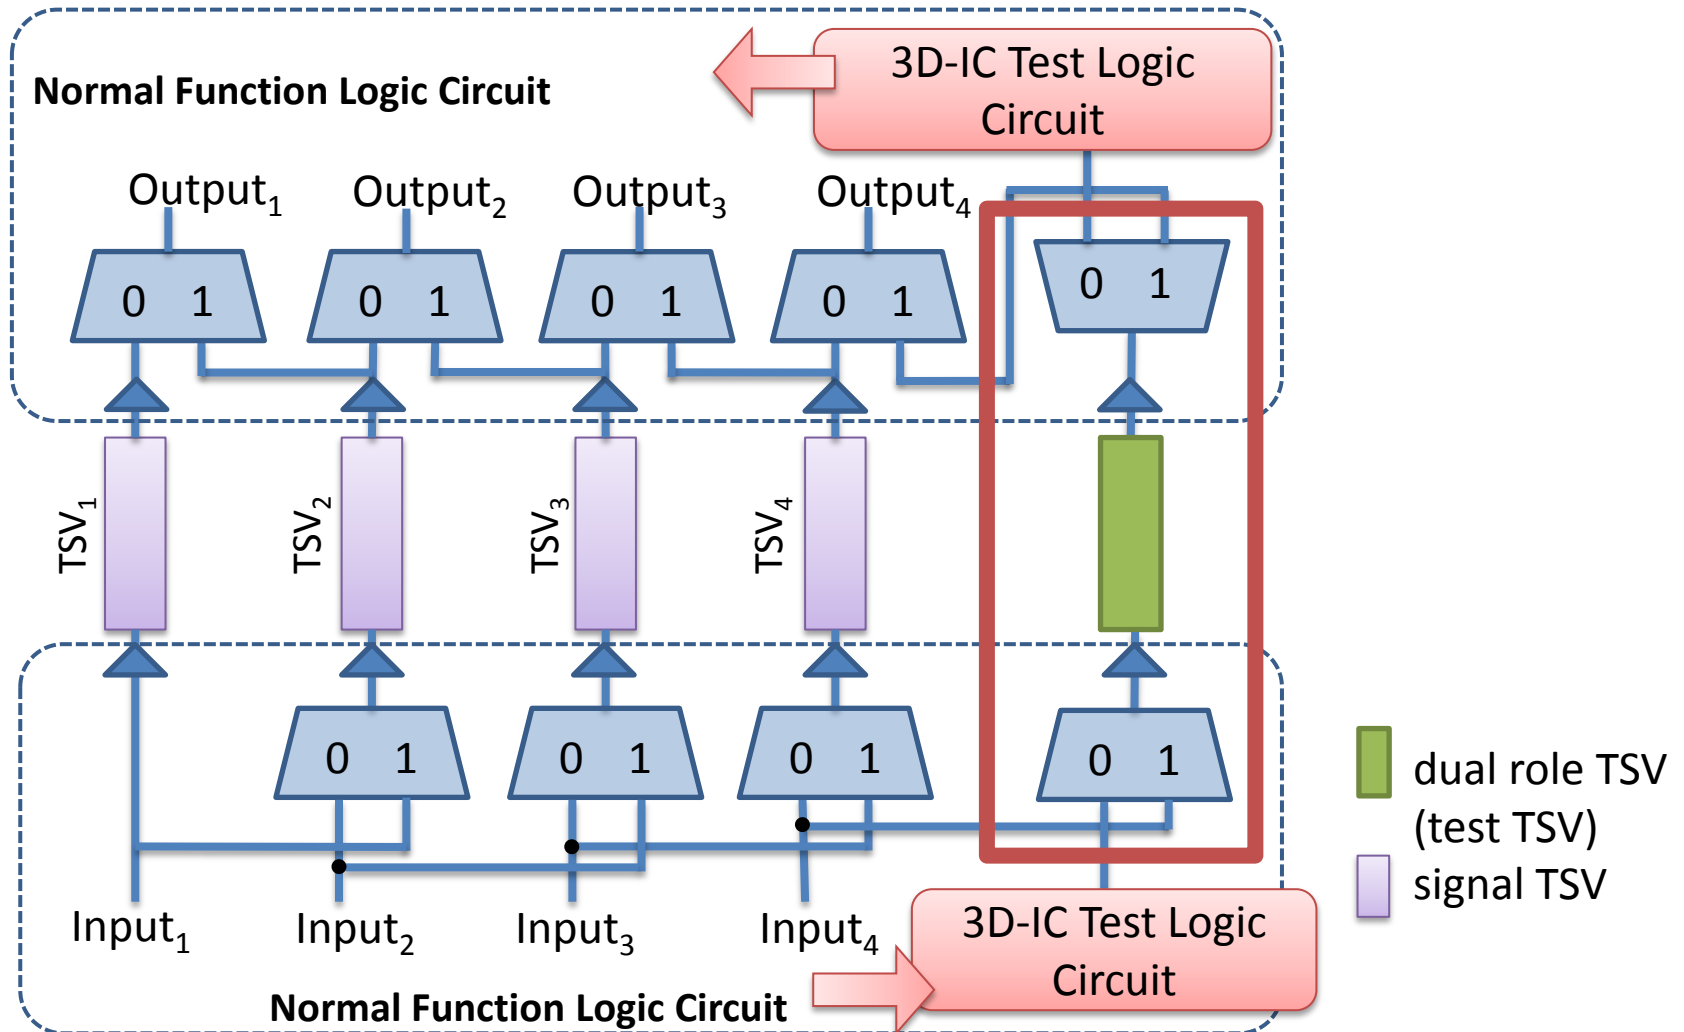 3D-IC Test Logic
Circuit
Normal Function Logic Circuit
Output₁ Output₂ Output₃ Output₄
0 1 0 1 0 1 0 1 0 1
TSV₁ TSV₂ TSV₃ TSV₄
0 1 0 1 0 1 0 1
dual role TSV
(test TSV)
signal TSV
Input₁ Input₂ Input₃ Input₄
3D-IC Test Logic
Circuit
Normal Function Logic Circuit